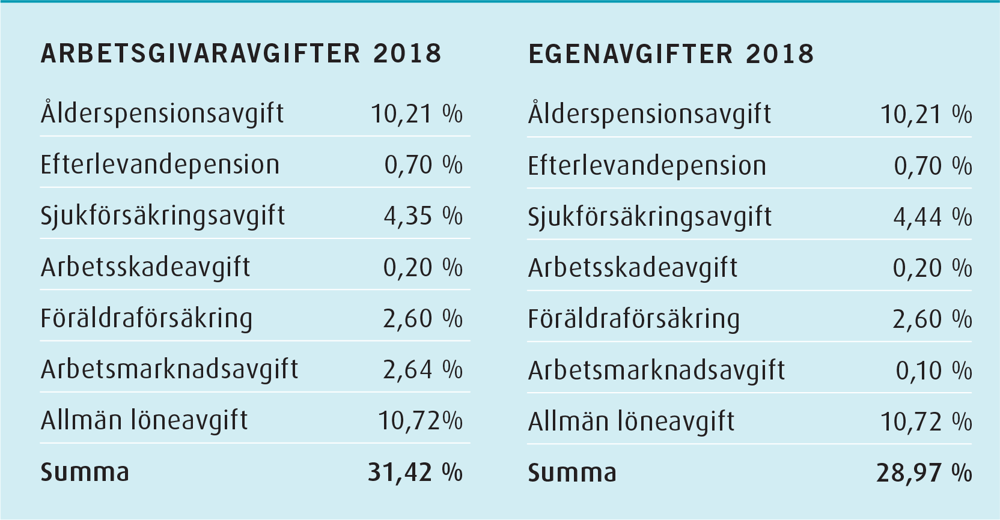 ARBETSGIVARAVGIFTER 2018
Ålderspensionsavgift 10,21 %
Efterlevandepension 0,70 %
Sjukförsäkringsavgift 4,35 %
Arbetsskadeavgift 0,20 %
Föräldraförsäkring 2,60 %
Arbetsmarknadsavgift 2,64 %
Allmän löneavgift 10,72%
Summa 31,42 %
EGENAVGIFTER 2018
Ålderspensionsavgift 10,21 %
Efterlevandepension 0,70 %
Sjukförsäkringsavgift 4,44 %
Arbetsskadeavgift 0,20 %
Föräldraförsäkring 2,60 %
Arbetsmarknadsavgift 0,10 %
Allmän löneavgift 10,72 %
Summa 28,97 %